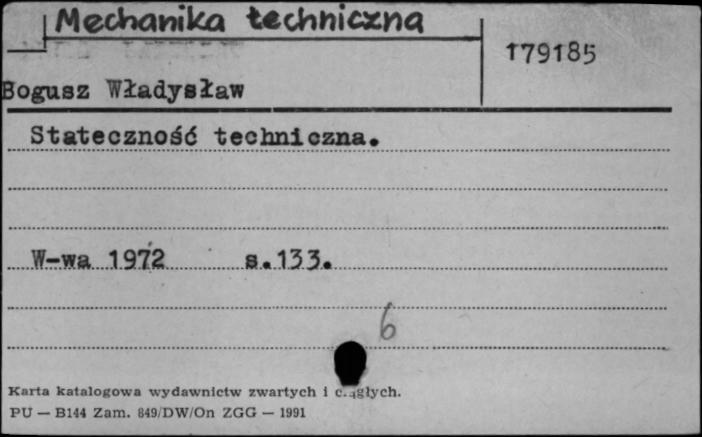 Mechanika techniczna
179185
Bogusz Władysław
Stateczność techniczna.
W-wa 1972 s.133.
6
Karta katalogowa wydawnictw zwartych i ciągłych.
PU — B144 Zam. 849/DW/On ZGG — 1991